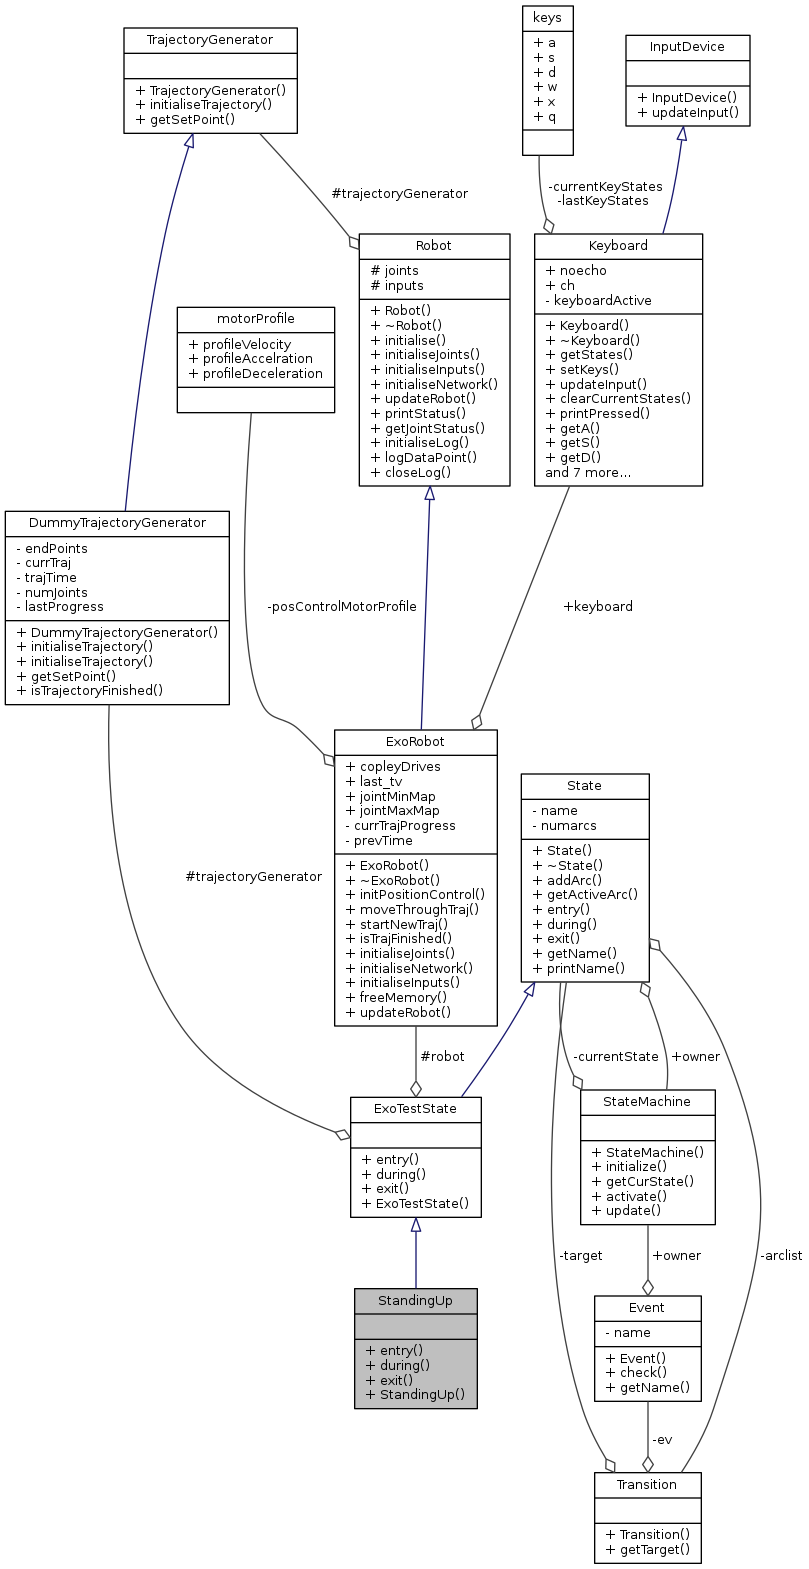 TrajectoryGenerator
+ TrajectoryGenerator()
+ initialiseTrajectory()
+ getSetPoint()
keys
+ a
+ s
+ d
+ w
+ x
+ q
InputDevice
+ InputDevice()
+ updateInput()
#trajectoryGenerator
-currentKeyStates
-lastKeyStates
Robot
# joints
# inputs
+ Robot()
+ ~Robot()
+ initialise()
+ initialiseJoints()
+ initialiseInputs()
+ initialiseNetwork()
+ updateRobot()
+ printStatus()
+ getJointStatus()
+ initialiseLog()
+ logDataPoint()
+ closeLog()
Keyboard
+ noecho
+ ch
- keyboardActive
+ Keyboard()
+ ~Keyboard()
+ getStates()
+ setKeys()
+ updateInput()
+ clearCurrentStates()
+ printPressed()
+ getA()
+ getS()
+ getD()
and 7 more...
motorProfile
+ profileVelocity
+ profileAccelration
+ profileDeceleration
DummyTrajectoryGenerator
- endPoints
- currTraj
- trajTime
- numJoints
- lastProgress
+ DummyTrajectoryGenerator()
+ initialiseTrajectory()
+ initialiseTrajectory()
+ getSetPoint()
+ isTrajectoryFinished()
-posControlMotorProfile
+keyboard
ExoRobot
+ copleyDrives
+ last_tv
+ jointMinMap
+ jointMaxMap
- currTrajProgress
- prevTime
+ ExoRobot()
+ ~ExoRobot()
+ initPositionControl()
+ moveThroughTraj()
+ startNewTraj()
+ isTrajFinished()
+ initialiseJoints()
+ initialiseNetwork()
+ initialiseInputs()
+ freeMemory()
+ updateRobot()
State
- name
- numarcs
+ State()
+ ~State()
+ addArc()
+ getActiveArc()
+ entry()
+ during()
+ exit()
+ getName()
+ printName()
#trajectoryGenerator
#robot
-currentState
+owner
ExoTestState
+ entry()
+ during()
+ exit()
+ ExoTestState()
StateMachine
+ StateMachine()
+ initialize()
+ getCurState()
+ activate()
+ update()
-target
+owner
-arclist
StandingUp
+ entry()
+ during()
+ exit()
+ StandingUp()
Event
- name
+ Event()
+ check()
+ getName()
-ev
Transition
+ Transition()
+ getTarget()